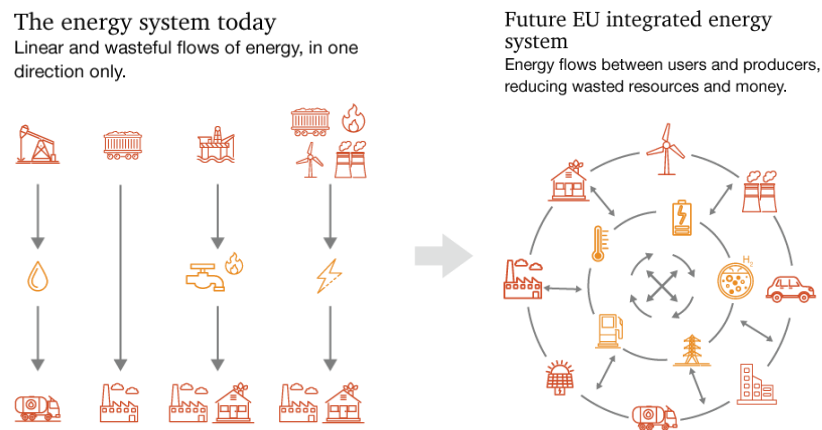 The energy system today
Linear and wasteful flows of energy, in one
direction only.
Future EU integrated energy
system
Energy flows between users and producers,
reducing wasted resources and money.
H2